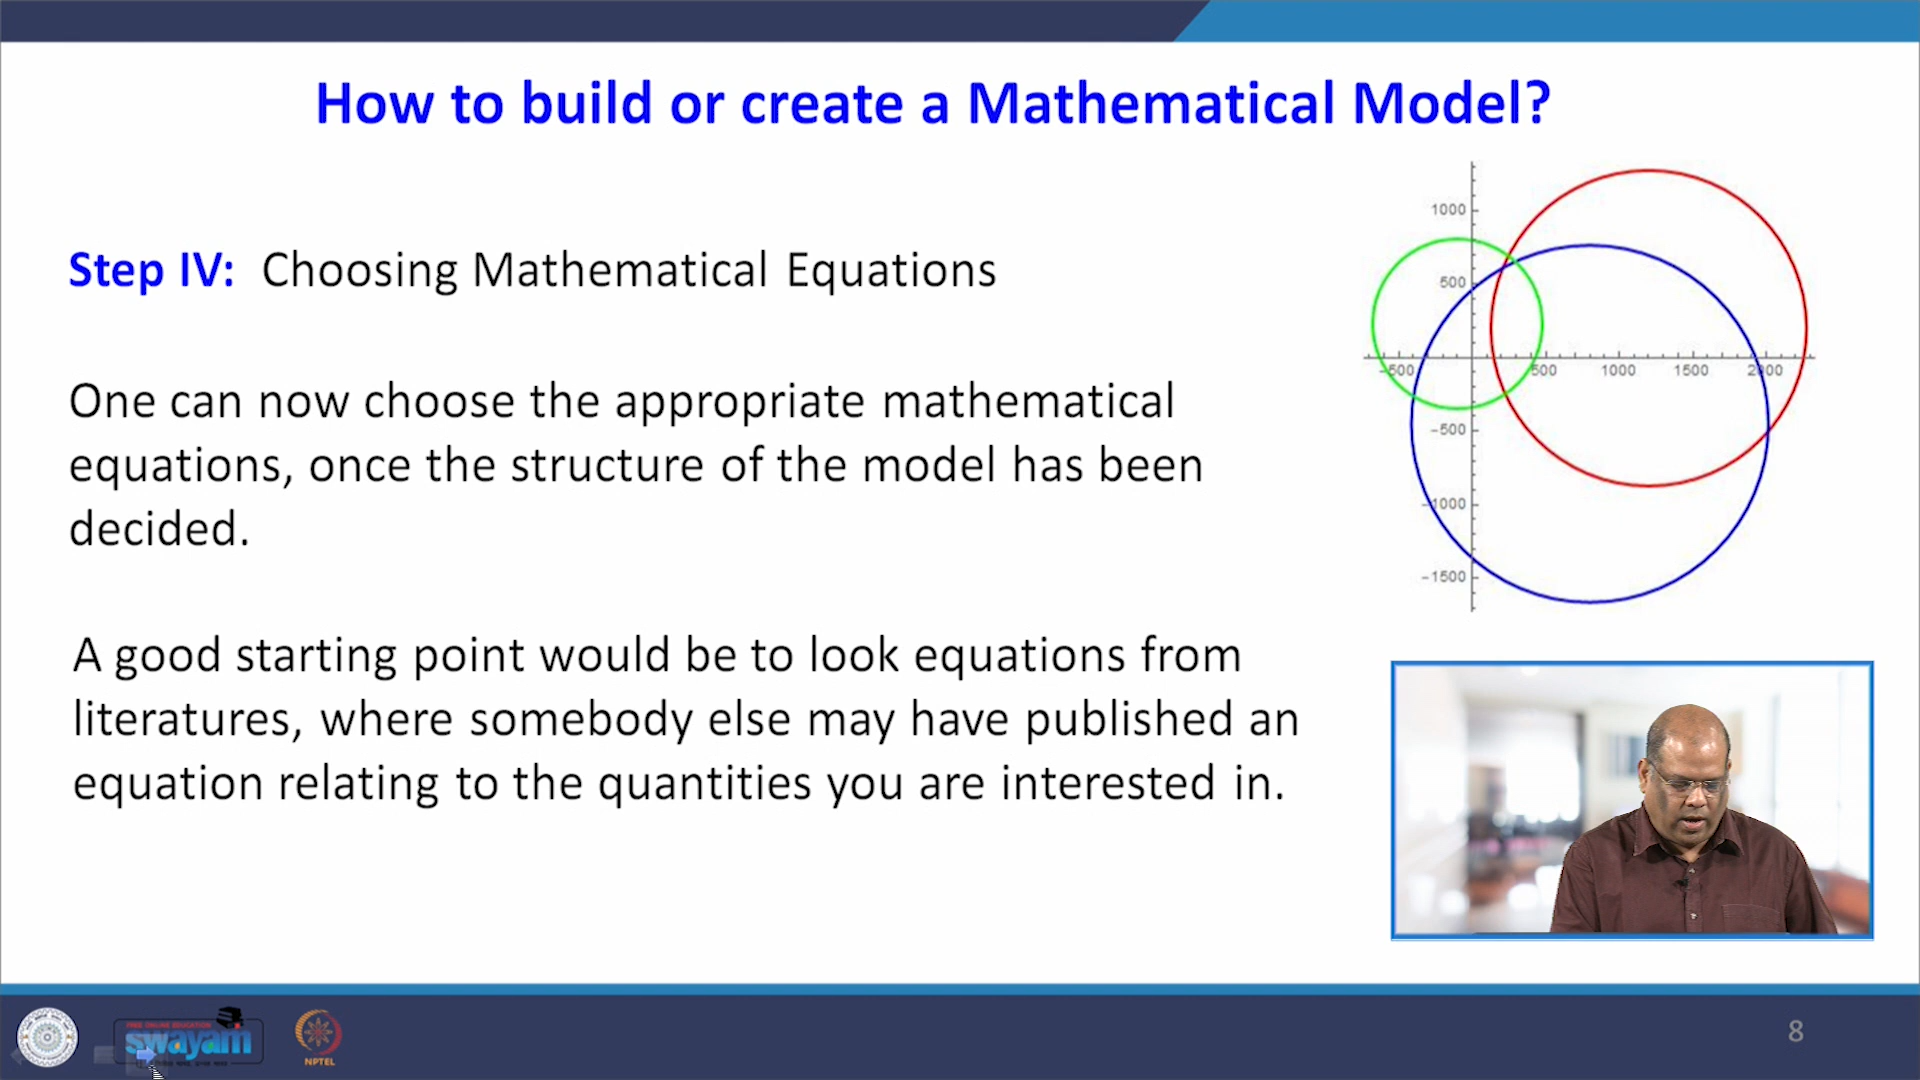 How to build or create a Mathematical Model?
Step IV: Choosing Mathematical Equations
One can now choose the appropriate mathematical
equations, once the structure of the model has been
decided.
A good starting point would be to look equations from
literatures, where somebody else may have published an
equation relating to the quantities you are interested in.
1000
500
-500 500 1000 1500 2000
-500
-1000
-1500
FREE ONLINE EDUCATION
swayam
NPTEL
8